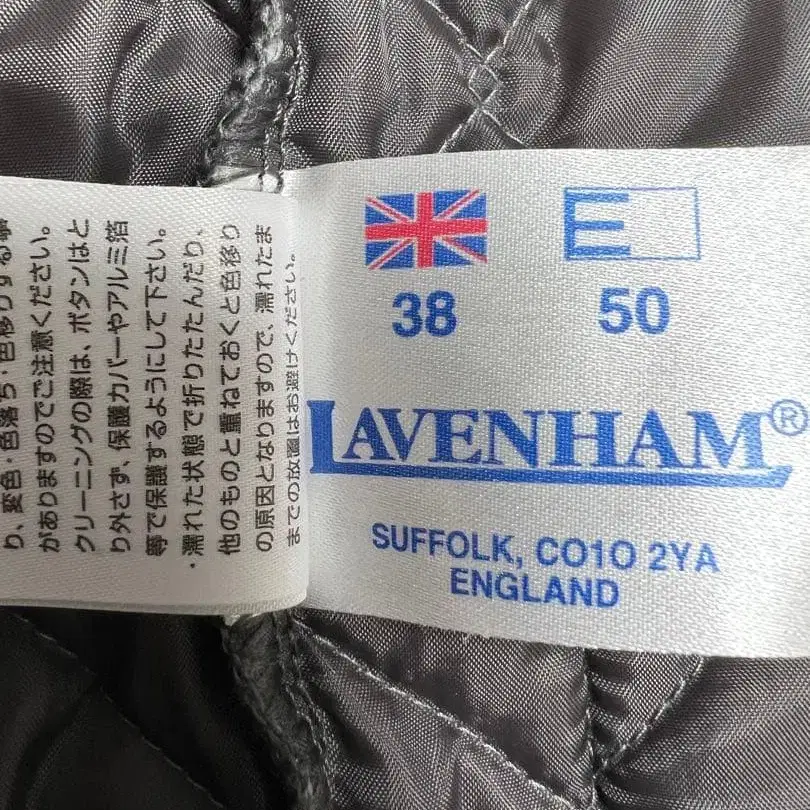 り、変色・色落ち・色移りする事
がありますのでご注意ください。
クリーニングの際は、ボタンはと
り外さず、保護カバーやアルミ箔
等で保護するようにして下さい。
・濡れた状態で折りたたんだり、
他のものと重ねておくと色移り
の原因となりますので、濡れたま
までの放置はお避けください。
E
38 50
LAVENHAM®
SUFFOLK, CO10 2YA
ENGLAND